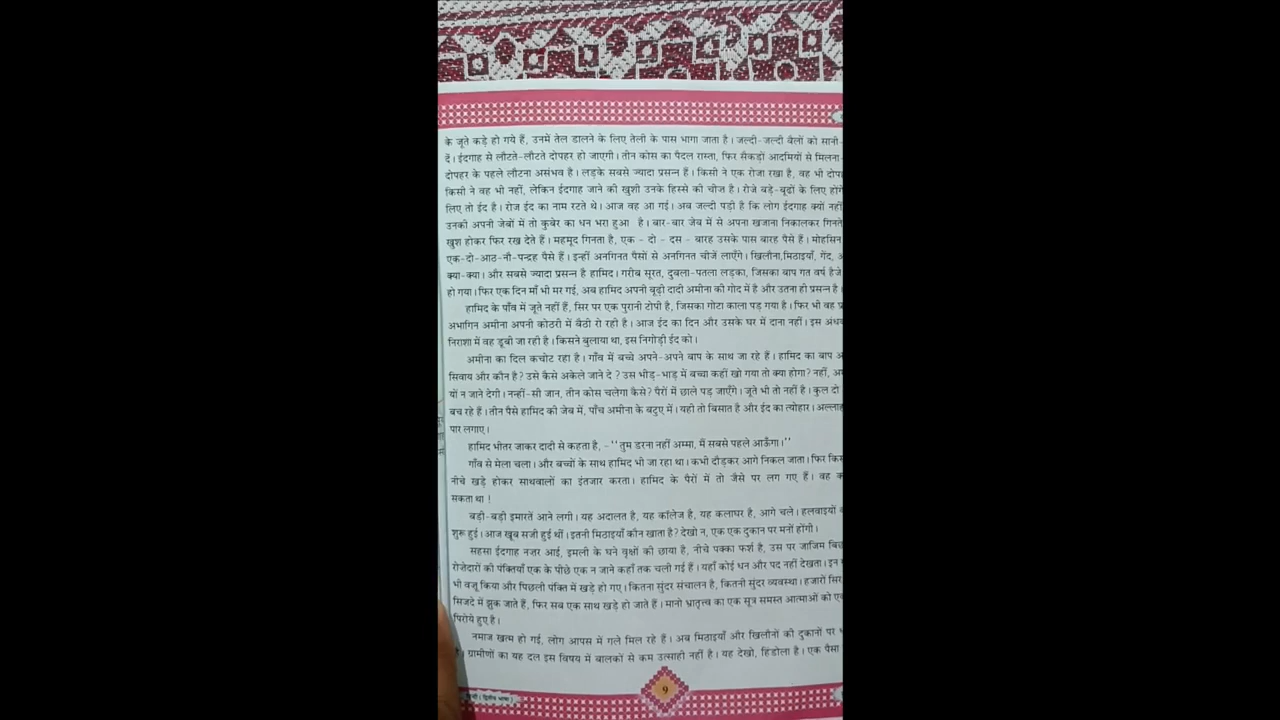 के जूते कड़े हो गये हैं, उनमें तेल डालने के लिए तेली के पास भागा जाता है। जल्दी-जल्दी बैलों को सानी-
दें। ईदगाह से लौटते-लौटते दोपहर हो जाएगी। तीन कोस का पैदल रास्ता, फिर सैकड़ों आदमियों से मिलना-
दोपहर के पहले लौटना असंभव है। लड़के सबसे ज्यादा प्रसन्न हैं। किसी ने एक रोजा रखा है, वह भी
किसी ने वह भी नहीं, लेकिन ईदगाह जाने की खुशी उनके हिस्से की चीज है। रोजे बड़े-बूढों के लिए
लिए तो ईद है। रोज ईद का नाम रटते थे। आज वह आ गई। अब जल्दी पड़ी है कि लोग ईदगाह क्यों नहीं
उनकी अपनी जेबों में तो कुबेर का धन भरा हुआ है। बार-बार जेब में से अपना खजाना निकालकर गिनते
खुश होकर फिर रख देते हैं। महमूद गिनता है, एक - दो - दस - बारह उसके पास बारह पैसे हैं। मोहसिन
एक-दो-आठ-नौ-पन्द्रह पैसे हैं। इन्हीं अनगिनत पैसों से अनगिनत चीजें लाएँगे। खिलौना,मिठाइयाँ, गेंद,
क्या-क्या। और सबसे ज्यादा प्रसन्न है हामिद। गरीब सूरत, दुबला-पतला लड़का, जिसका बाप गत वर्ष हैजे
हो गया। फिर एक दिन माँ भी मर गई, अब हामिद अपनी बूढ़ी दादी अमीना की गोद में है और उतना ही प्रसन्न है।
हामिद के पाँव में जूते नहीं हैं, सिर पर एक पुरानी टोपी है, जिसका गोटा काला पड़ गया है। फिर भी वह
अभागिन अमीना अपनी कोठरी में बैठी रो रही है। आज ईद का दिन और उसके घर में दाना नहीं। इस
निराशा में वह डूबी जा रही है। किसने बुलाया था, इस निगोड़ी ईद को।
अमीना का दिल कचोट रहा है। गाँव में बच्चे अपने-अपने बाप के साथ जा रहे हैं। हामिद का बाप
सिवाय और कौन है? उसे कैसे अकेले जाने दे ? उस भीड़-भाड़ में बच्चा कहीं खो गया तो क्या होगा? नहीं,
यों न जाने देगी। नन्हीं-सी जान, तीन कोस चलेगा कैसे? पैरों में छाले पड़ जाएँगे। जूते भी तो नहीं है। कुल दो
बच रहे हैं। तीन पैसे हामिद की जेब में, पाँच अमीना के बटुए में। यही तो बिसात है और ईद का त्योहार।
पार लगाए।
हामिद भीतर जाकर दादी से कहता है, –‘‘तुम डरना नहीं अम्मा, मैं सबसे पहले आऊँगा।’’
गाँव से मेला चला। और बच्चों के साथ हामिद भी जा रहा था। कभी दौड़कर आगे निकल जाता। फिर
नीचे खड़े होकर साथवालों का इंतजार करता। हामिद के पैरों में तो जैसे पर लग गए हैं। वह
सकता था !
बड़ी-बड़ी इमारतें आने लगी। यह अदालत है, यह कॉलेज है, यह कलाघर है, आगे चले। हलवाइयों
शुरू हुई। आज खूब सजी हुई थीं। इतनी मिठाइयाँ कौन खाता है? देखो न, एक एक दुकान पर मनों होंगी।
सहसा ईदगाह नजर आई, इमली के घने वृक्षों की छाया है, नीचे पक्का फर्श है, उस पर जाजिम
रोजेदारों की पंक्तियाँ एक के पीछे एक न जाने कहाँ तक चली गई हैं। यहाँ कोई धन और पद नहीं देखता। इन
भी वजू किया और पिछली पंक्ति में खड़े हो गए। कितना सुंदर संचालन है, कितनी सुंदर व्यवस्था। हजारों सिर
सिजदे में झुक जाते हैं, फिर सब एक साथ खड़े हो जाते हैं। मानो भ्रातृत्त्व का एक सूत्र समस्त आत्माओं को
पिरोये हुए है।
नमाज खत्म हो गई, लोग आपस में गले मिल रहे हैं। अब मिठाइयाँ और खिलौनों की दुकानों पर
है। ग्रामीणों का यह दल इस विषय में बालकों से कम उत्साही नहीं है। यह देखो, हिंडोला है। एक पैसा
9
(द्वितीय भाषा)